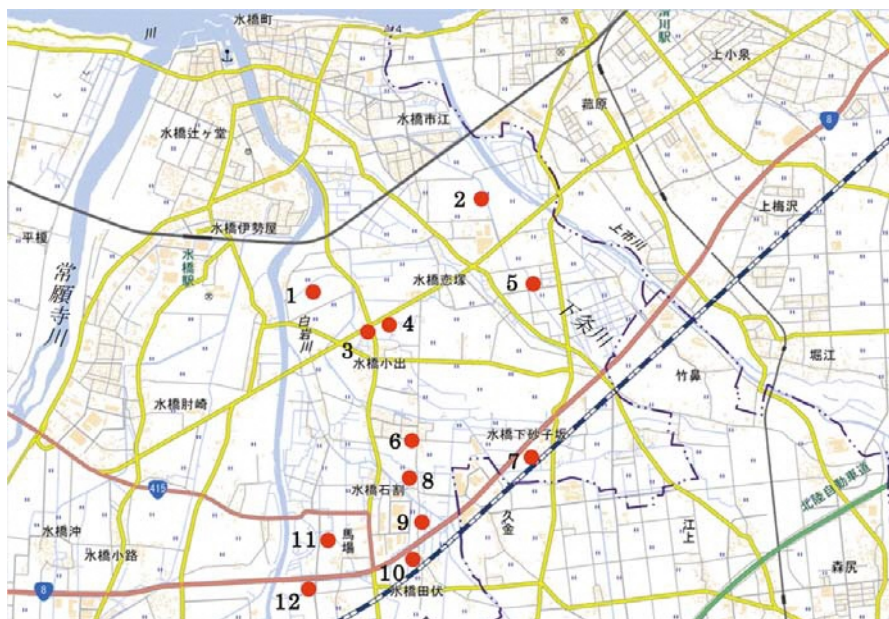 水橋町
川
上小泉
水橋辻ヶ堂
水橋市江
菰原
8
2
上梅沢
平榎
水橋伊勢屋
上市川
水橋駅
常願寺川
1
水橋恋塚
5
白岩川
下条川
4
3
水橋小出
堀江
竹鼻
水橋肘崎
水橋下砂子坂
6
7
8
水橋石割
415
北陸自動車道
9
久金
水橋沖
11
馬場
江上
水橋小路
10
森尻
8
水橋田伏
12